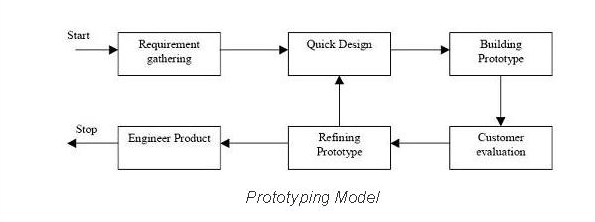 Start
Requirement
gathering
Quick Design
Building
Prototype
Stop
Engineer Product
Refining
Prototype
Customer
evaluation
Prototyping Model